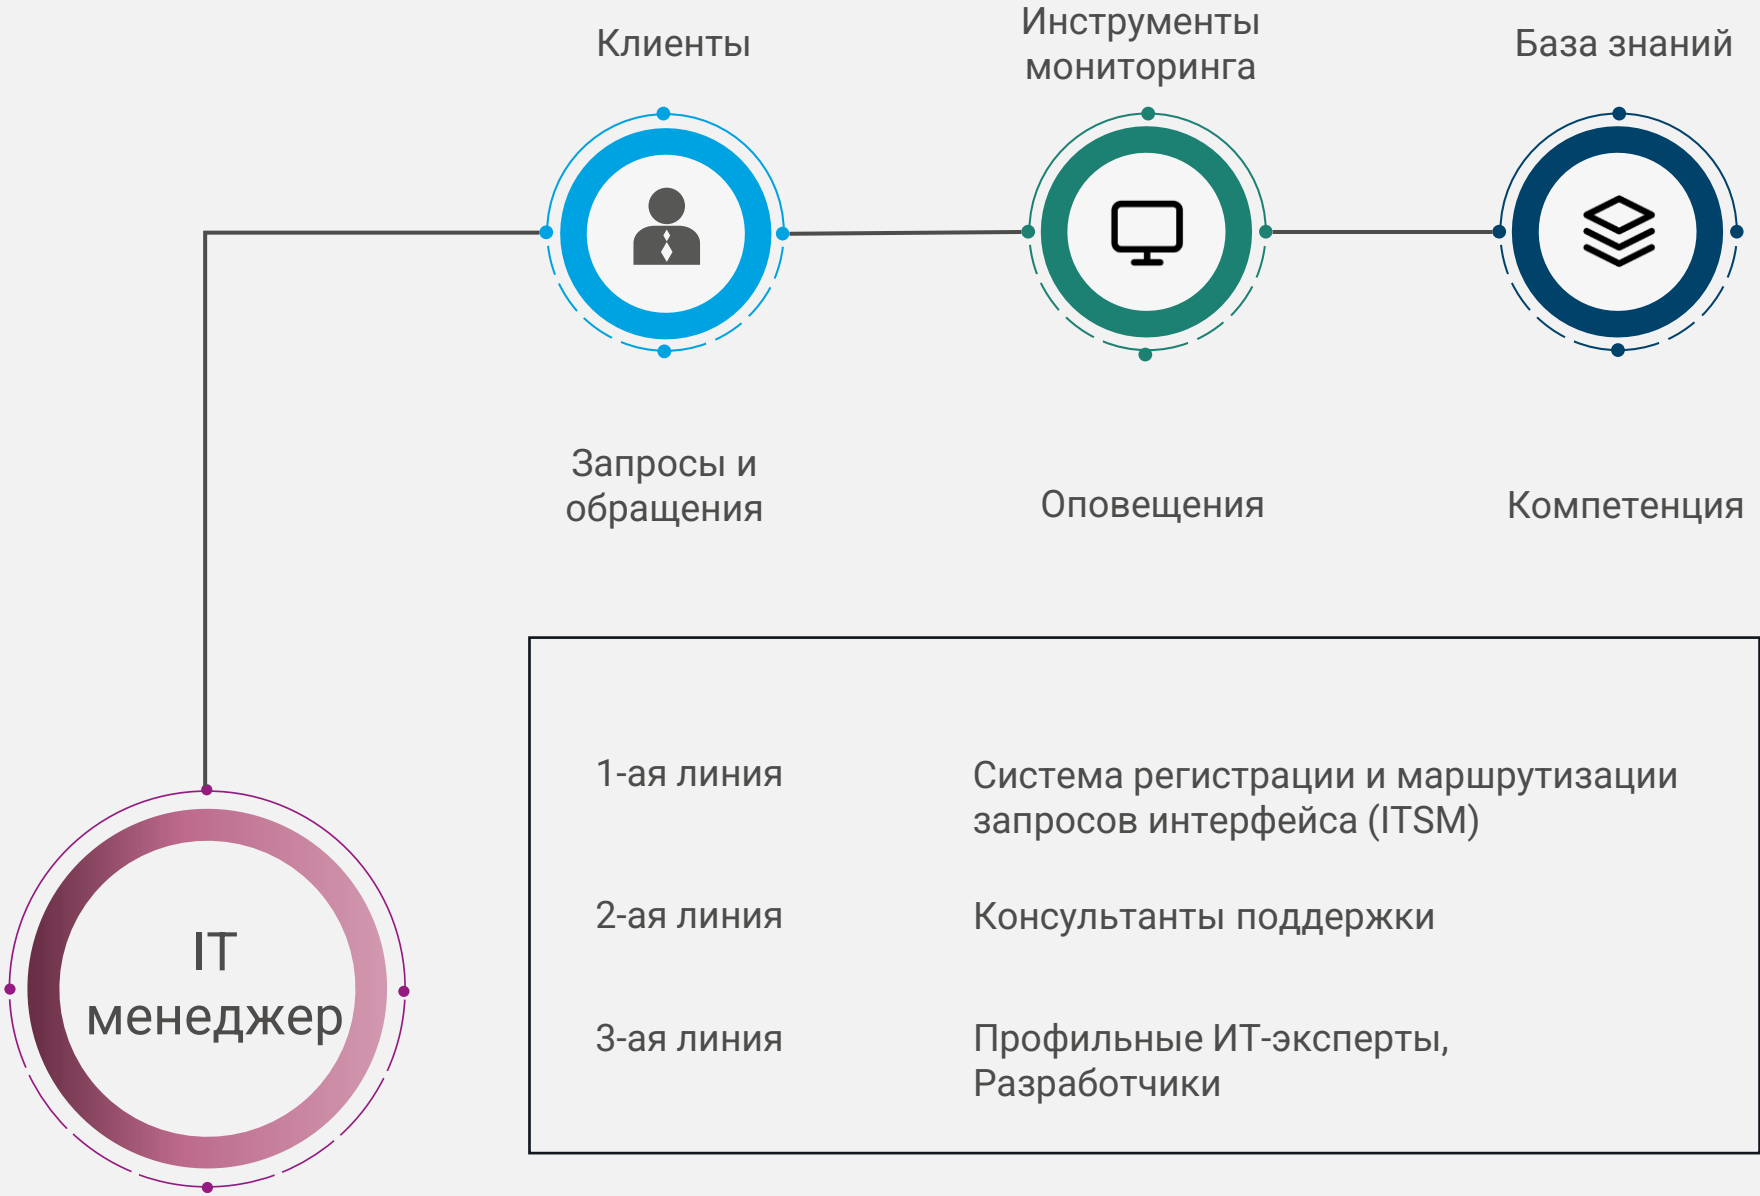 Клиенты
Инструменты
мониторинга
База знаний
Запросы и
обращения
Оповещения
Компетенция
IT
менеджер
1-ая линия
Система регистрации и маршрутизации
запросов интерфейса (ITSM)
2-ая линия
Консультанты поддержки
3-ая линия
Профильные ИТ-эксперты,
Разработчики